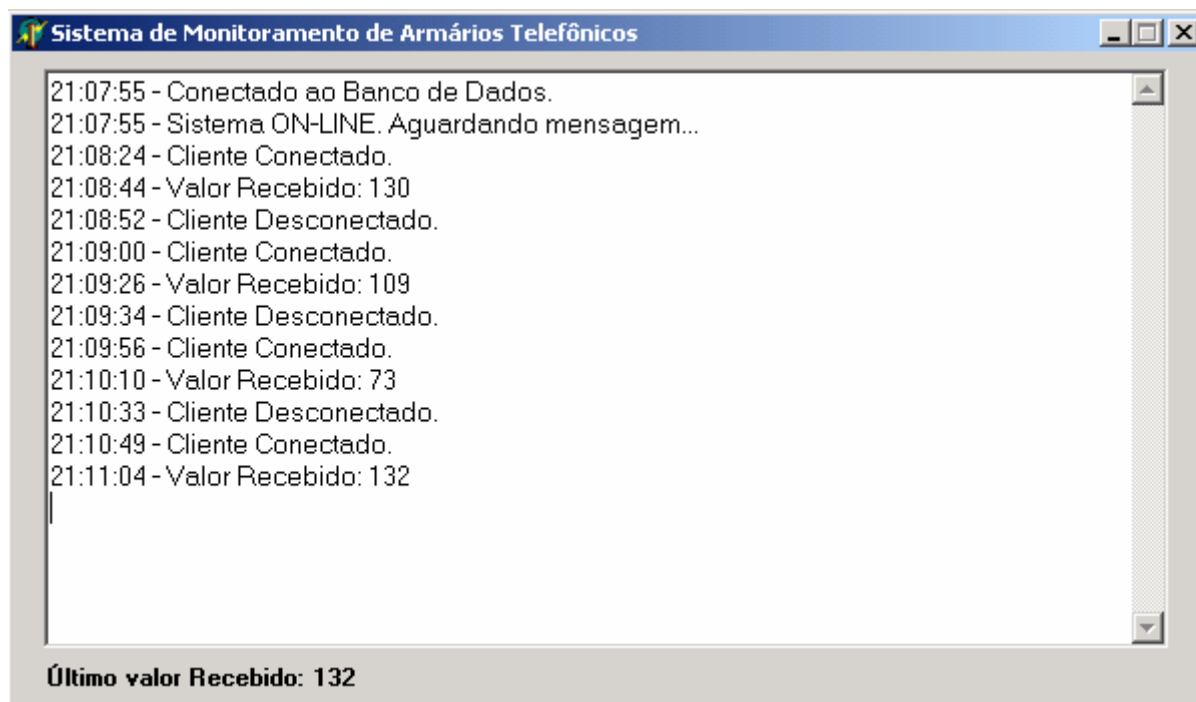 Sistema de Monitoramento de Armários Telefônicos
21:07:55 - Conectado ao Banco de Dados.
21:07:55 - Sistema ON-LINE. Aguardando mensagem...
21:08:24 - Cliente Conectado.
21:08:44 - Valor Recebido: 130
21:08:52 - Cliente Desconectado.
21:09:00 - Cliente Conectado.
21:09:26 - Valor Recebido: 109
21:09:34 - Cliente Desconectado.
21:09:56 - Cliente Conectado.
21:10:10 - Valor Recebido: 73
21:10:33 - Cliente Desconectado.
21:10:49 - Cliente Conectado.
21:11:04 - Valor Recebido: 132
Último valor Recebido: 132